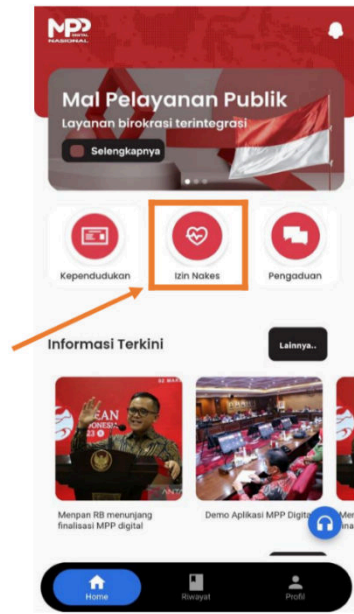 MPP
DIGITAL
NASIONAL
Mal Pelayanan Publik
Layanan birokrasi terintegrasi
Selengkapnya
Kependudukan
Izin Nakes
Pengaduan
Informasi Terkini
Lainnya..
Menpan RB menunjang
finalisasi MPP digital
Demo Aplikasi MPP Digital
Home
Riwayat
Profil